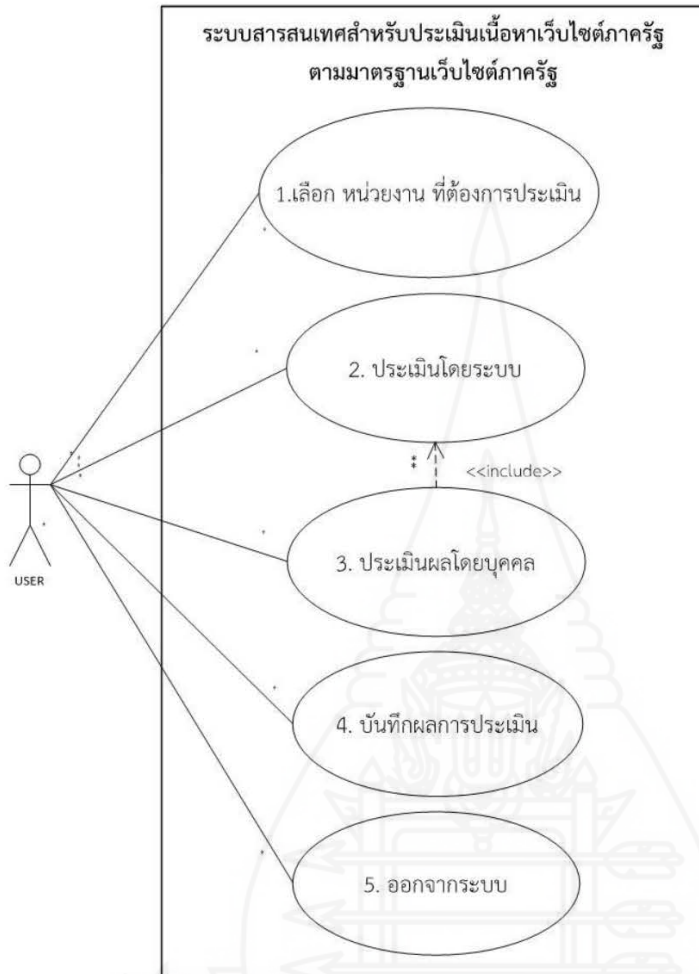 ระบบสารสนเทศสำหรับประเมินเนื้อหาเว็บไซต์ภาครัฐ
ตามมาตรฐานเว็บไซต์ภาครัฐ
1.เลือก หน่วยงาน ที่ต้องการประเมิน
2. ประเมินโดยระบบ
<<include>>
3. ประเมินผลโดยบุคคล
USER
4. บันทึกผลการประเมิน
5. ออกจากระบบ